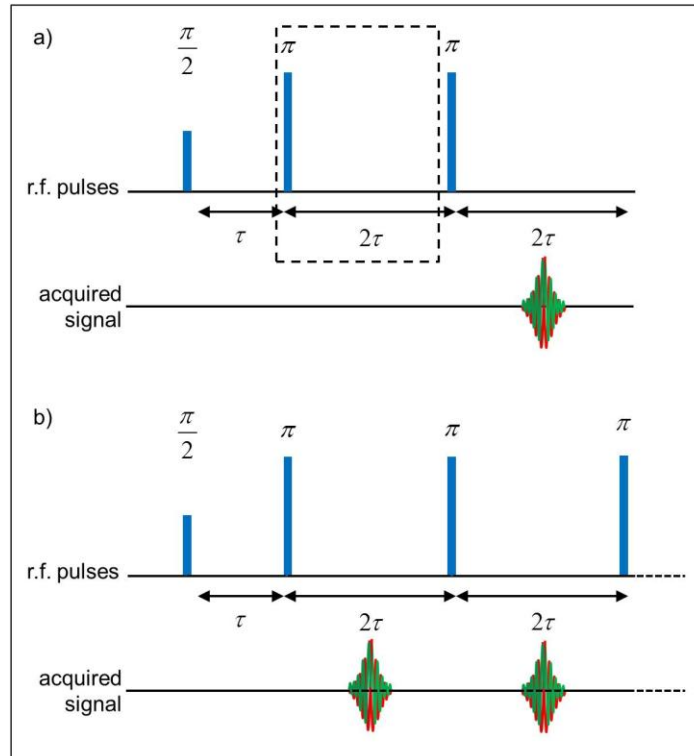 a)
π/2 π π
r.f. pulses
τ 2τ 2τ
acquired
signal
b)
π/2 π π π
r.f. pulses
τ 2τ 2τ
acquired
signal